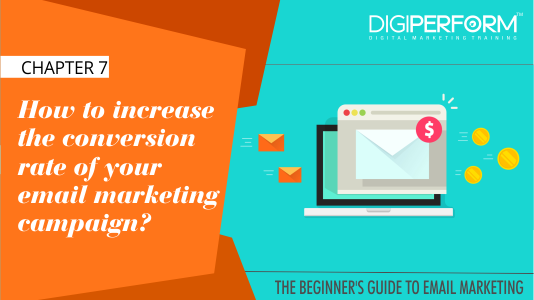 DIGIPERFORM™
DIGITAL MARKETING TRAINING
CHAPTER 7
How to increase
the conversion
rate of your
email marketing
campaign?
$
THE BEGINNER'S GUIDE TO EMAIL MARKETING